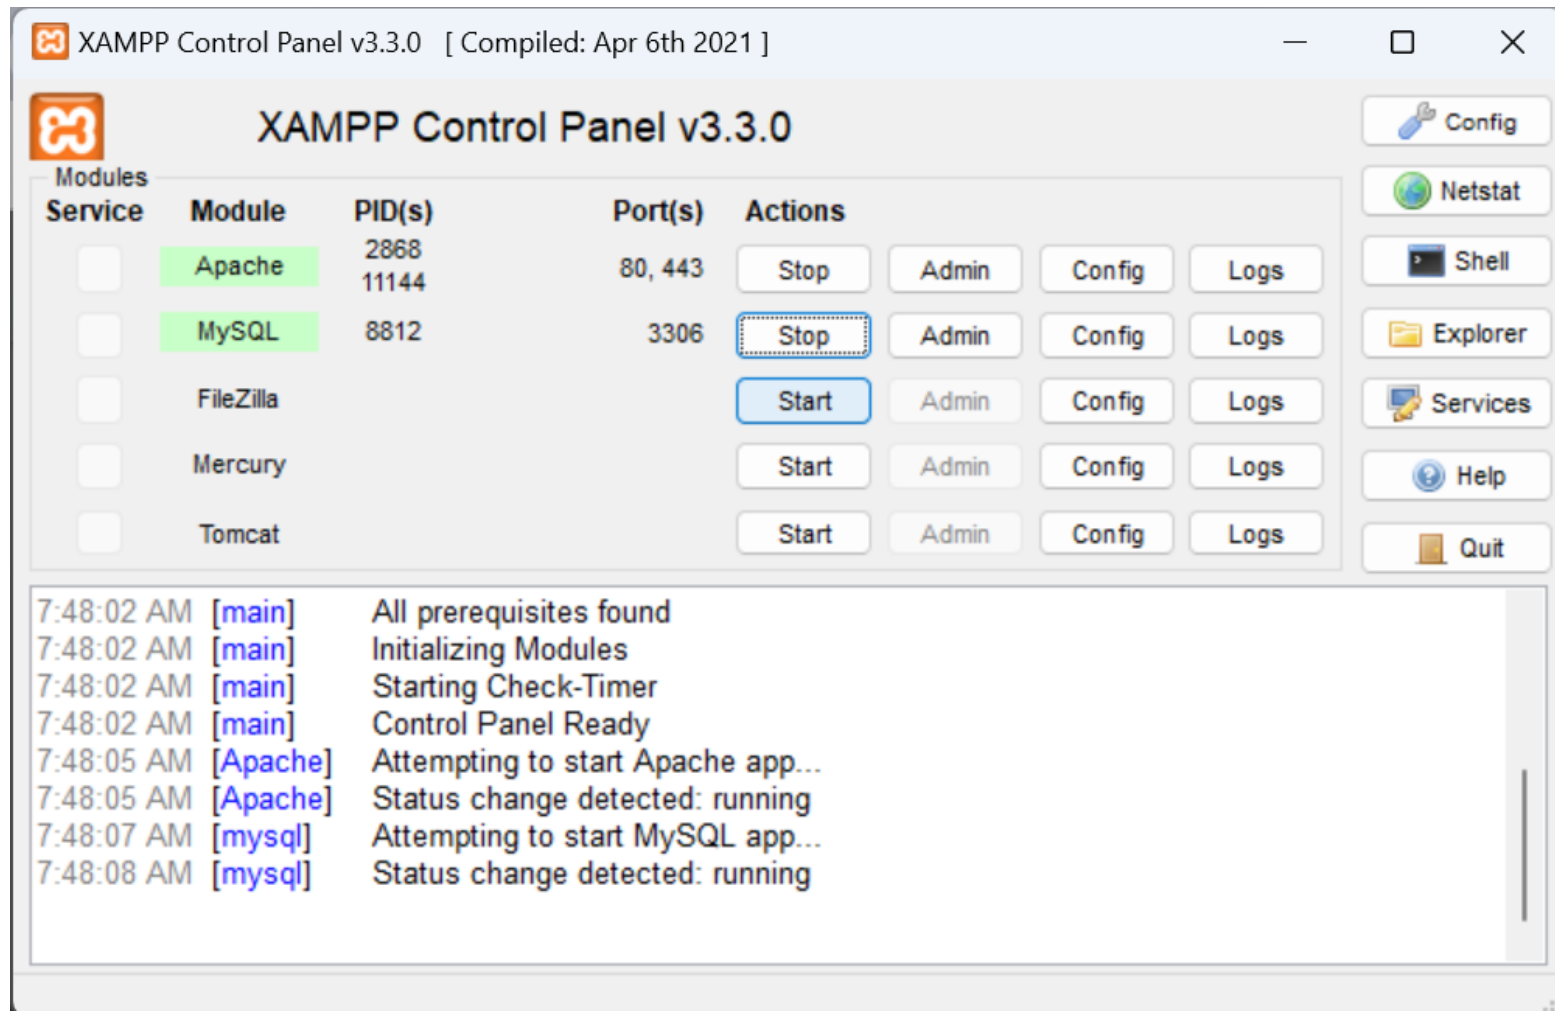 XAMPP Control Panel v3.3.0 [ Compiled: Apr 6th 2021 ]
XAMPP Control Panel v3.3.0
Config
Modules
Netstat
Service Module PID(s) Port(s) Actions
Apache 2868 11144 80, 443 Stop Admin Config Logs
Shell
MySQL 8812 3306 Stop Admin Config Logs
Explorer
FileZilla Start Admin Config Logs
Services
Mercury Start Admin Config Logs
Help
Tomcat Start Admin Config Logs
Quit
7:48:02 AM [main] All prerequisites found
7:48:02 AM [main] Initializing Modules
7:48:02 AM [main] Starting Check-Timer
7:48:02 AM [main] Control Panel Ready
7:48:05 AM [Apache] Attempting to start Apache app...
7:48:05 AM [Apache] Status change detected: running
7:48:07 AM [mysql] Attempting to start MySQL app...
7:48:08 AM [mysql] Status change detected: running